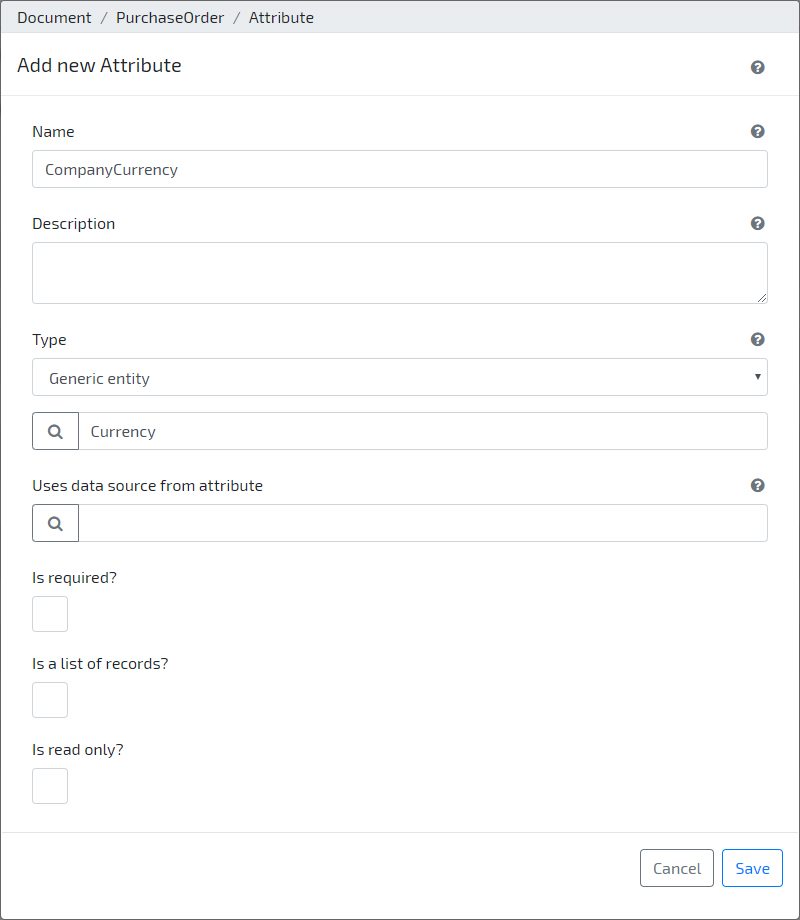 Document / PurchaseOrder / Attribute
Add new Attribute
Name
CompanyCurrency
Description
Type
Generic entity
Currency
Uses data source from attribute
Is required?
Is a list of records?
Is read only?
Cancel Save